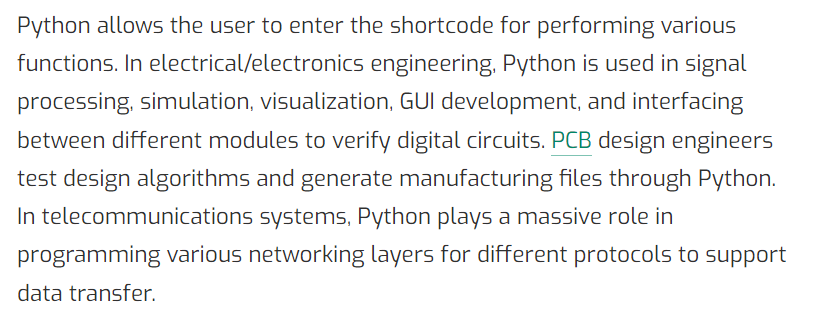 Python allows the user to enter the shortcode for performing various
functions. In electrical/electronics engineering, Python is used in signal
processing, simulation, visualization, GUI development, and interfacing
between different modules to verify digital circuits. PCB design engineers
test design algorithms and generate manufacturing files through Python.
In telecommunications systems, Python plays a massive role in
programming various networking layers for different protocols to support
data transfer.